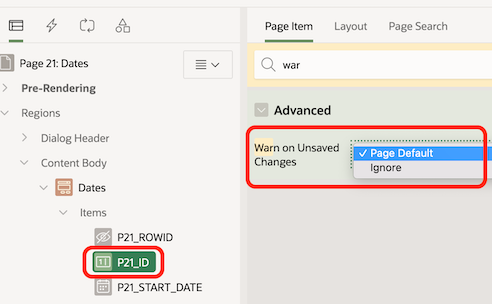 Page 21: Dates
Pre-Rendering
Regions
Dialog Header
Content Body
Dates
Items
P21_ROWID
P21_ID
P21_START_DATE
Page Item
Layout
Page Search
war
Advanced
Warn on Unsaved
Changes
✓ Page Default
Ignore